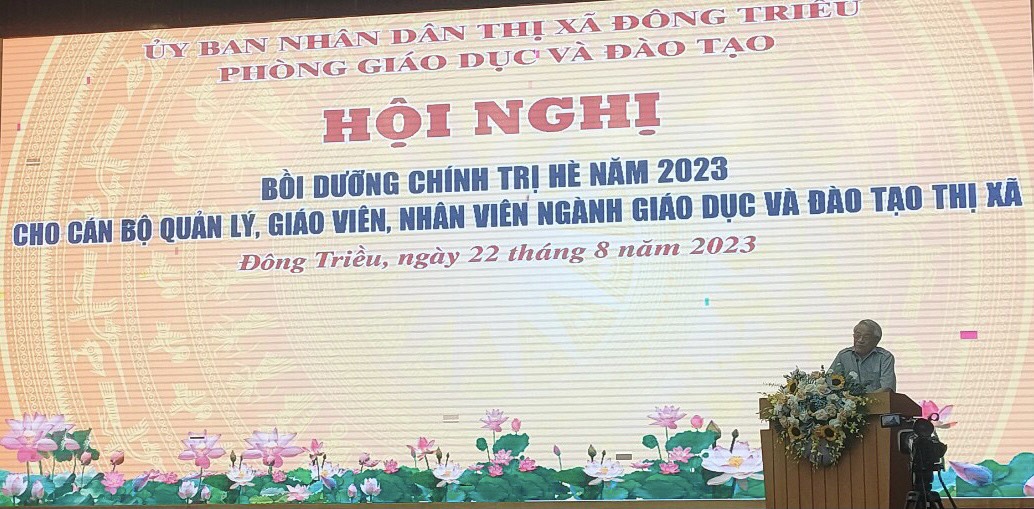 ỦY BAN NHÂN DÂN THỊ XÃ ĐÔNG TRIỀU
PHÒNG GIÁO DỤC VÀ ĐÀO TẠO
HỘI NGHỊ
BỒI DƯỠNG CHÍNH TRỊ HÈ NĂM 2023
CHO CÁN BỘ QUẢN LÝ, GIÁO VIÊN, NHÂN VIÊN NGÀNH GIÁO DỤC VÀ ĐÀO TẠO THỊ XÃ
Đông Triều, ngày 22 tháng 8 năm 2023